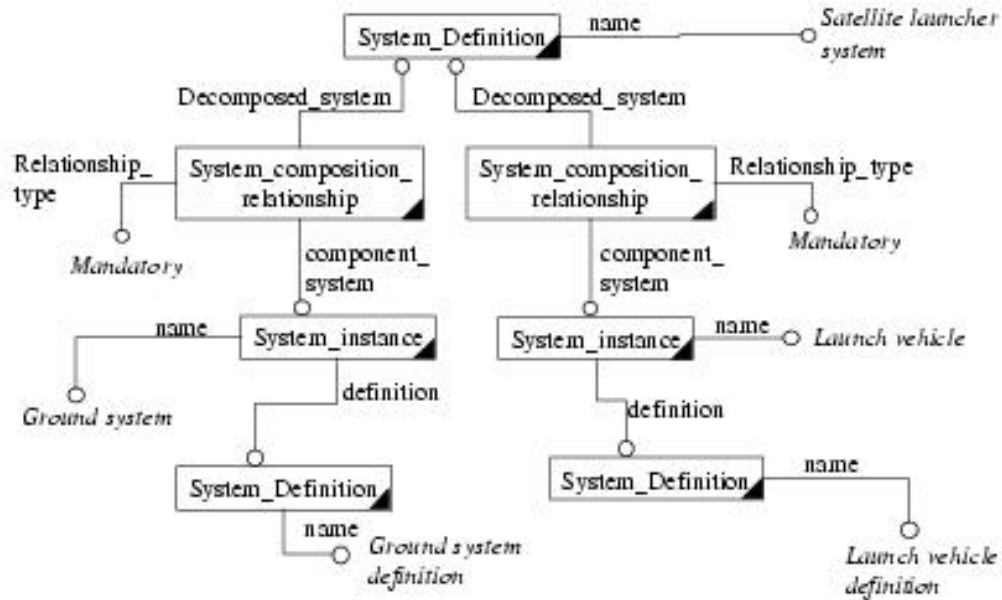 System_Definition
name
Satellite launcher
system
Decomposed_system
Decomposed_system
Relationship_
type
System_composition_
relationship
System_composition_
relationship
Relationship_type
Mandatory
component_
system
component_
system
Mandatory
name
System_instance
System_instance
name
Launch vehicle
Ground system
definition
definition
System_Definition
System_Definition
name
name
Ground system
definition
Launch vehicle
definition